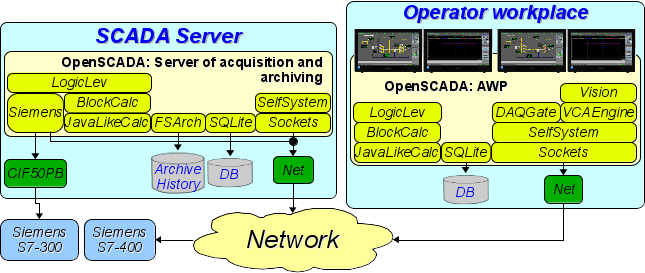 SCADA Server
OpenSCADA: Server of acquisition and
archiving
LogicLev
Siemens
BlockCalc
JavaLikeCalc
FSArch
SQLite
SelfSystem
Sockets
CIF50PB
Archive
History
DB
Net
Operator workplace
OpenSCADA: AWP
LogicLev
BlockCalc
JavaLikeCalc
SQLite
Vision
DAQGate
VCAEngine
SelfSystem
Sockets
DB
Net
Siemens
S7-300
Siemens
S7-400
Network